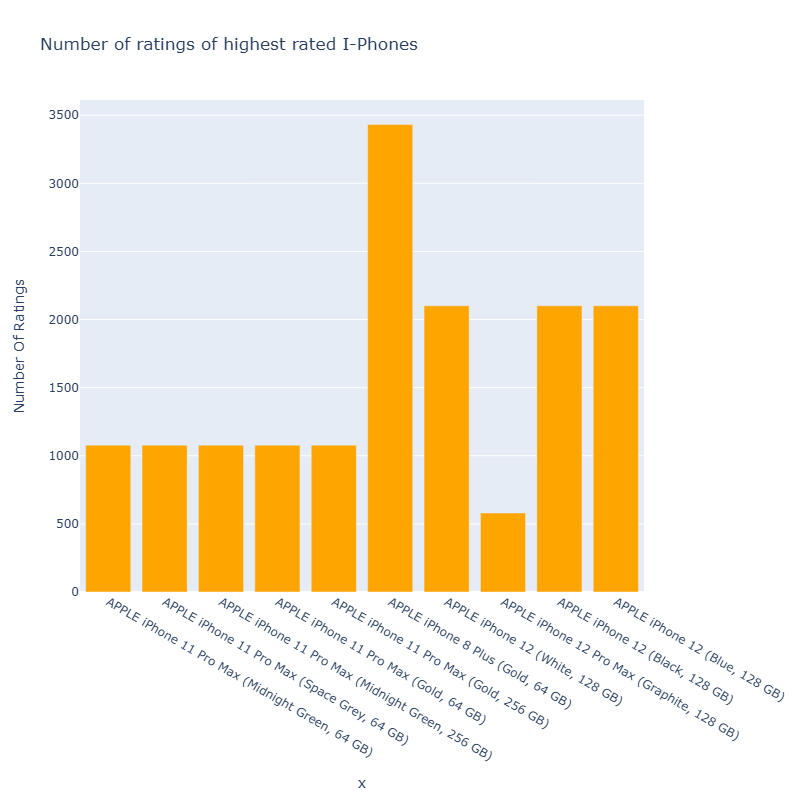 Number of ratings of highest rated I-Phones
Number Of Ratings
3500
3000
2500
2000
1500
1000
500
0
APPLE iPhone 11 Pro Max (Midnight Green, 64 GB)
APPLE iPhone 11 Pro Max (Space Grey, 64 GB)
APPLE iPhone 11 Pro Max (Midnight Green, 256 GB)
APPLE iPhone 11 Pro Max (Gold, 64 GB)
APPLE iPhone 11 Pro Max (Gold, 256 GB)
APPLE iPhone 8 Plus (Gold, 64 GB)
APPLE iPhone 12 (White, 128 GB)
APPLE iPhone 12 Pro Max (Graphite, 128 GB)
APPLE iPhone 12 (Black, 128 GB)
APPLE iPhone 12 (Blue, 128 GB)
x